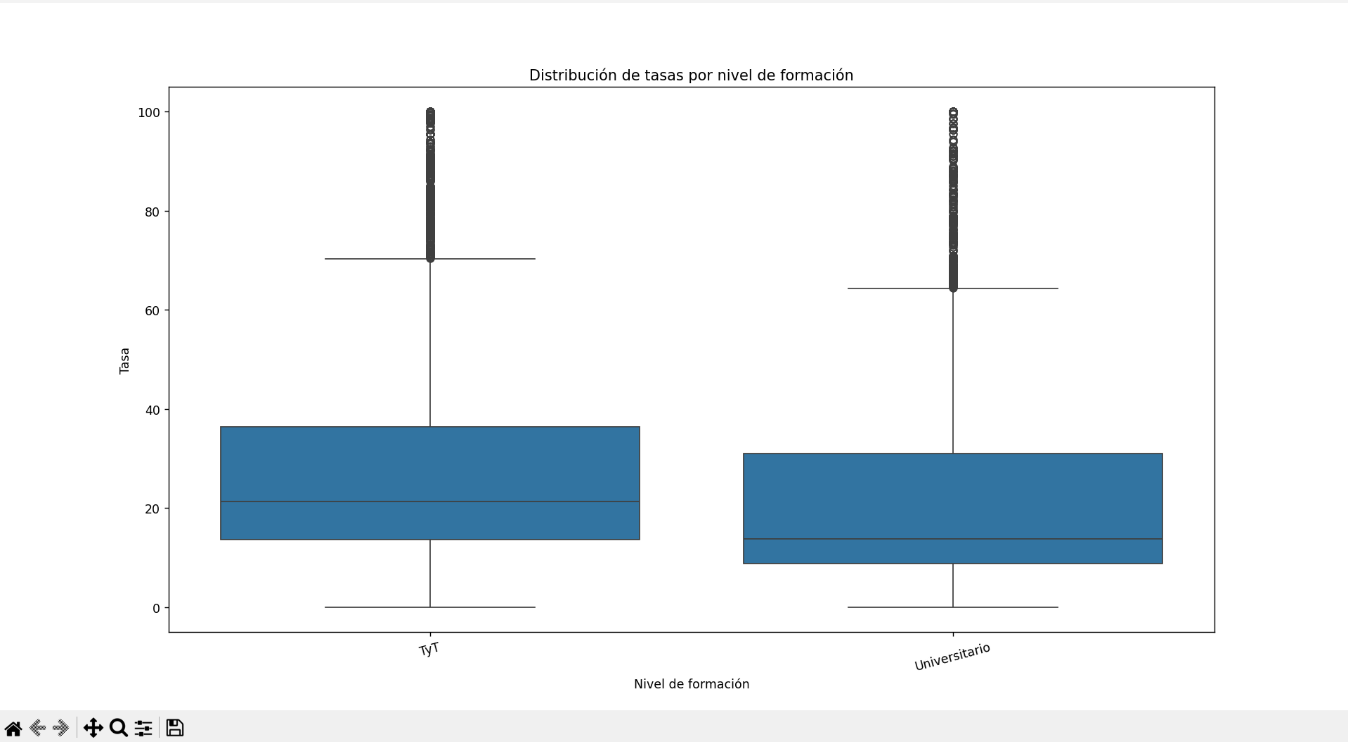 Distribución de tasas por nivel de formación
100
80
60
40
20
0
Tasa
TyT
Universitario
Nivel de formación